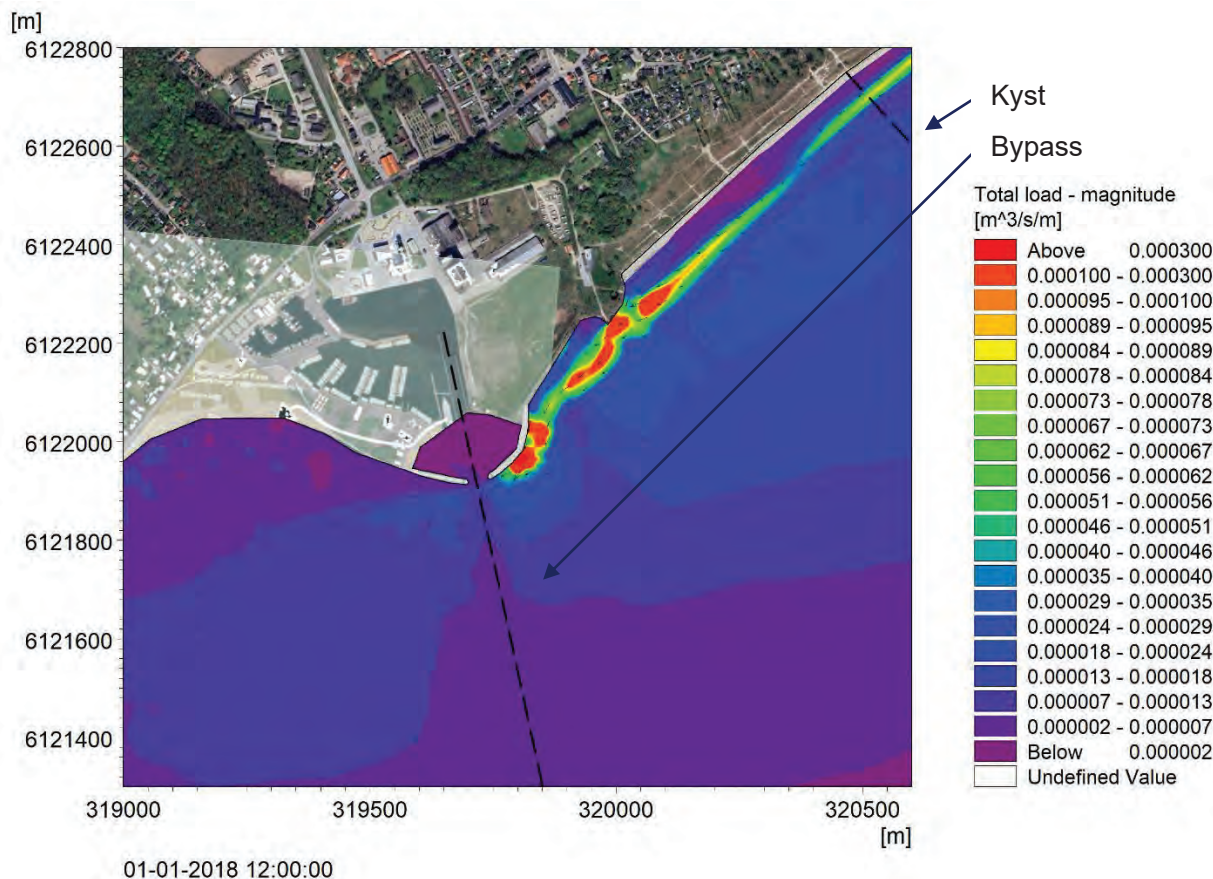 [m]
6122800
6122600
6122400
6122200
6122000
6121800
6121600
6121400
319000
319500
320000
320500
[m]
01-01-2018 12:00:00
Kyst
Bypass
Total load - magnitude
[m^3/s/m]
Above 0.000300
0.000100 - 0.000300
0.000095 - 0.000100
0.000089 - 0.000095
0.000084 - 0.000089
0.000078 - 0.000084
0.000073 - 0.000078
0.000067 - 0.000073
0.000062 - 0.000067
0.000056 - 0.000062
0.000051 - 0.000056
0.000046 - 0.000051
0.000040 - 0.000046
0.000035 - 0.000040
0.000029 - 0.000035
0.000024 - 0.000029
0.000018 - 0.000024
0.000013 - 0.000018
0.000007 - 0.000013
0.000002 - 0.000007
Below 0.000002
Undefined Value